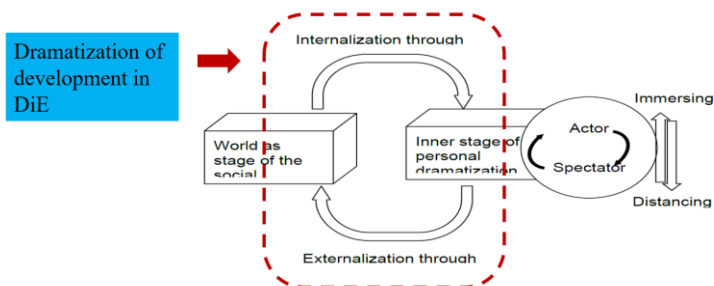 Dramatization of
development in
DiE
Internalization through
World as
stage of the
social
Inner stage of
personal
dramatization
Actor
Spectator
Immersing
Distancing
Externalization through